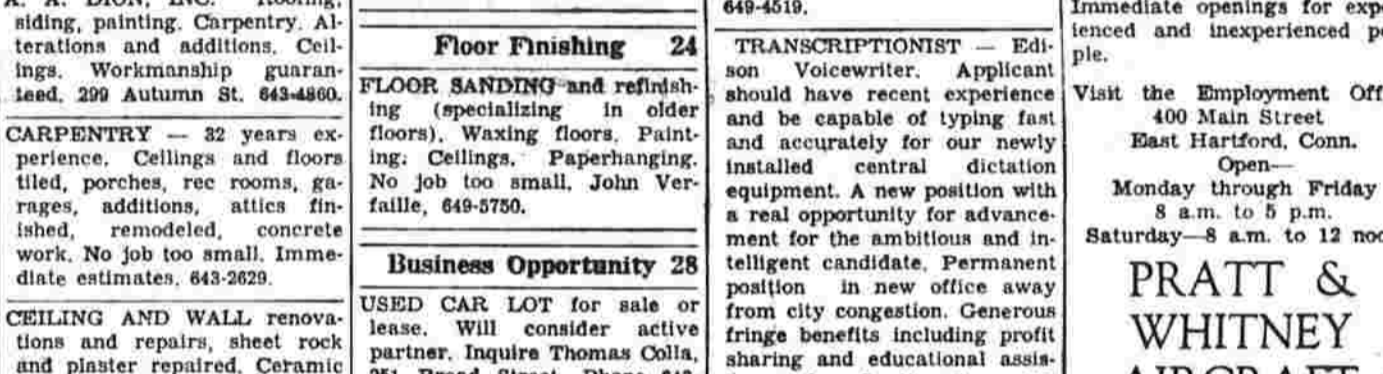 A. A. DION, INC. Roofing,
siding, painting. Carpentry. Al-
terations and additions. Ceil-
ings. Workmanship guaran-
teed. 299 Autumn St. 643-4860.
CARPENTRY — 32 years ex-
perience. Ceilings and floors
tiled, porches, rec rooms, ga-
rages, additions, attics fin-
ished, remodeled, concrete
work. No job too small. Imme-
diate estimates. 643-2629.
CEILING AND WALL renova-
tions and repairs, sheet rock
and plaster repaired. Ceramic
Floor Finishing 24
FLOOR SANDING and refinish-
ing (specializing in older
floors). Waxing floors. Paint-
ing. Ceilings. Paperhanging.
No job too small. John Ver-
faille, 649-5750.
Business Opportunity 28
USED CAR LOT for sale or
lease. Will consider active
partner. Inquire Thomas Colla,
251 Broad Street. Phone 643-
649-4519.
TRANSCRIPTIONIST — Edi-
son Voicewriter. Applicant
should have recent experience
and be capable of typing fast
and accurately for our newly
installed central dictation
equipment. A new position with
a real opportunity for advance-
ment for the ambitious and in-
telligent candidate. Permanent
position in new office away
from city congestion. Generous
fringe benefits including profit
sharing and educational assis-
Immediate openings for expe
ienced and inexperienced pe
ple.
Visit the Employment Off
400 Main Street
East Hartford, Conn.
Open—
Monday through Friday
8 a.m. to 5 p.m.
Saturday—8 a.m. to 12 noo
PRATT &
WHITNEY
AIRCRAFT